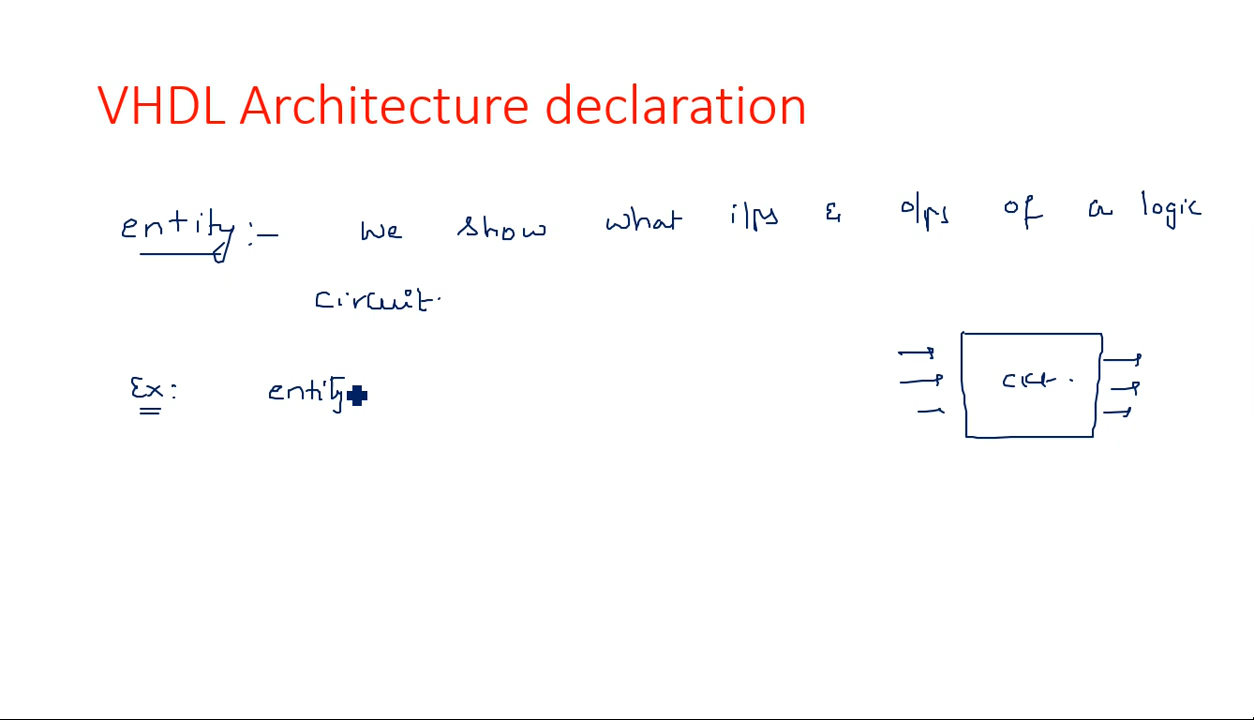 VHDL Architecture declaration
entity :- we show what i/ps & o/ps of a logic
circuit.
Ex: entity
ckt.